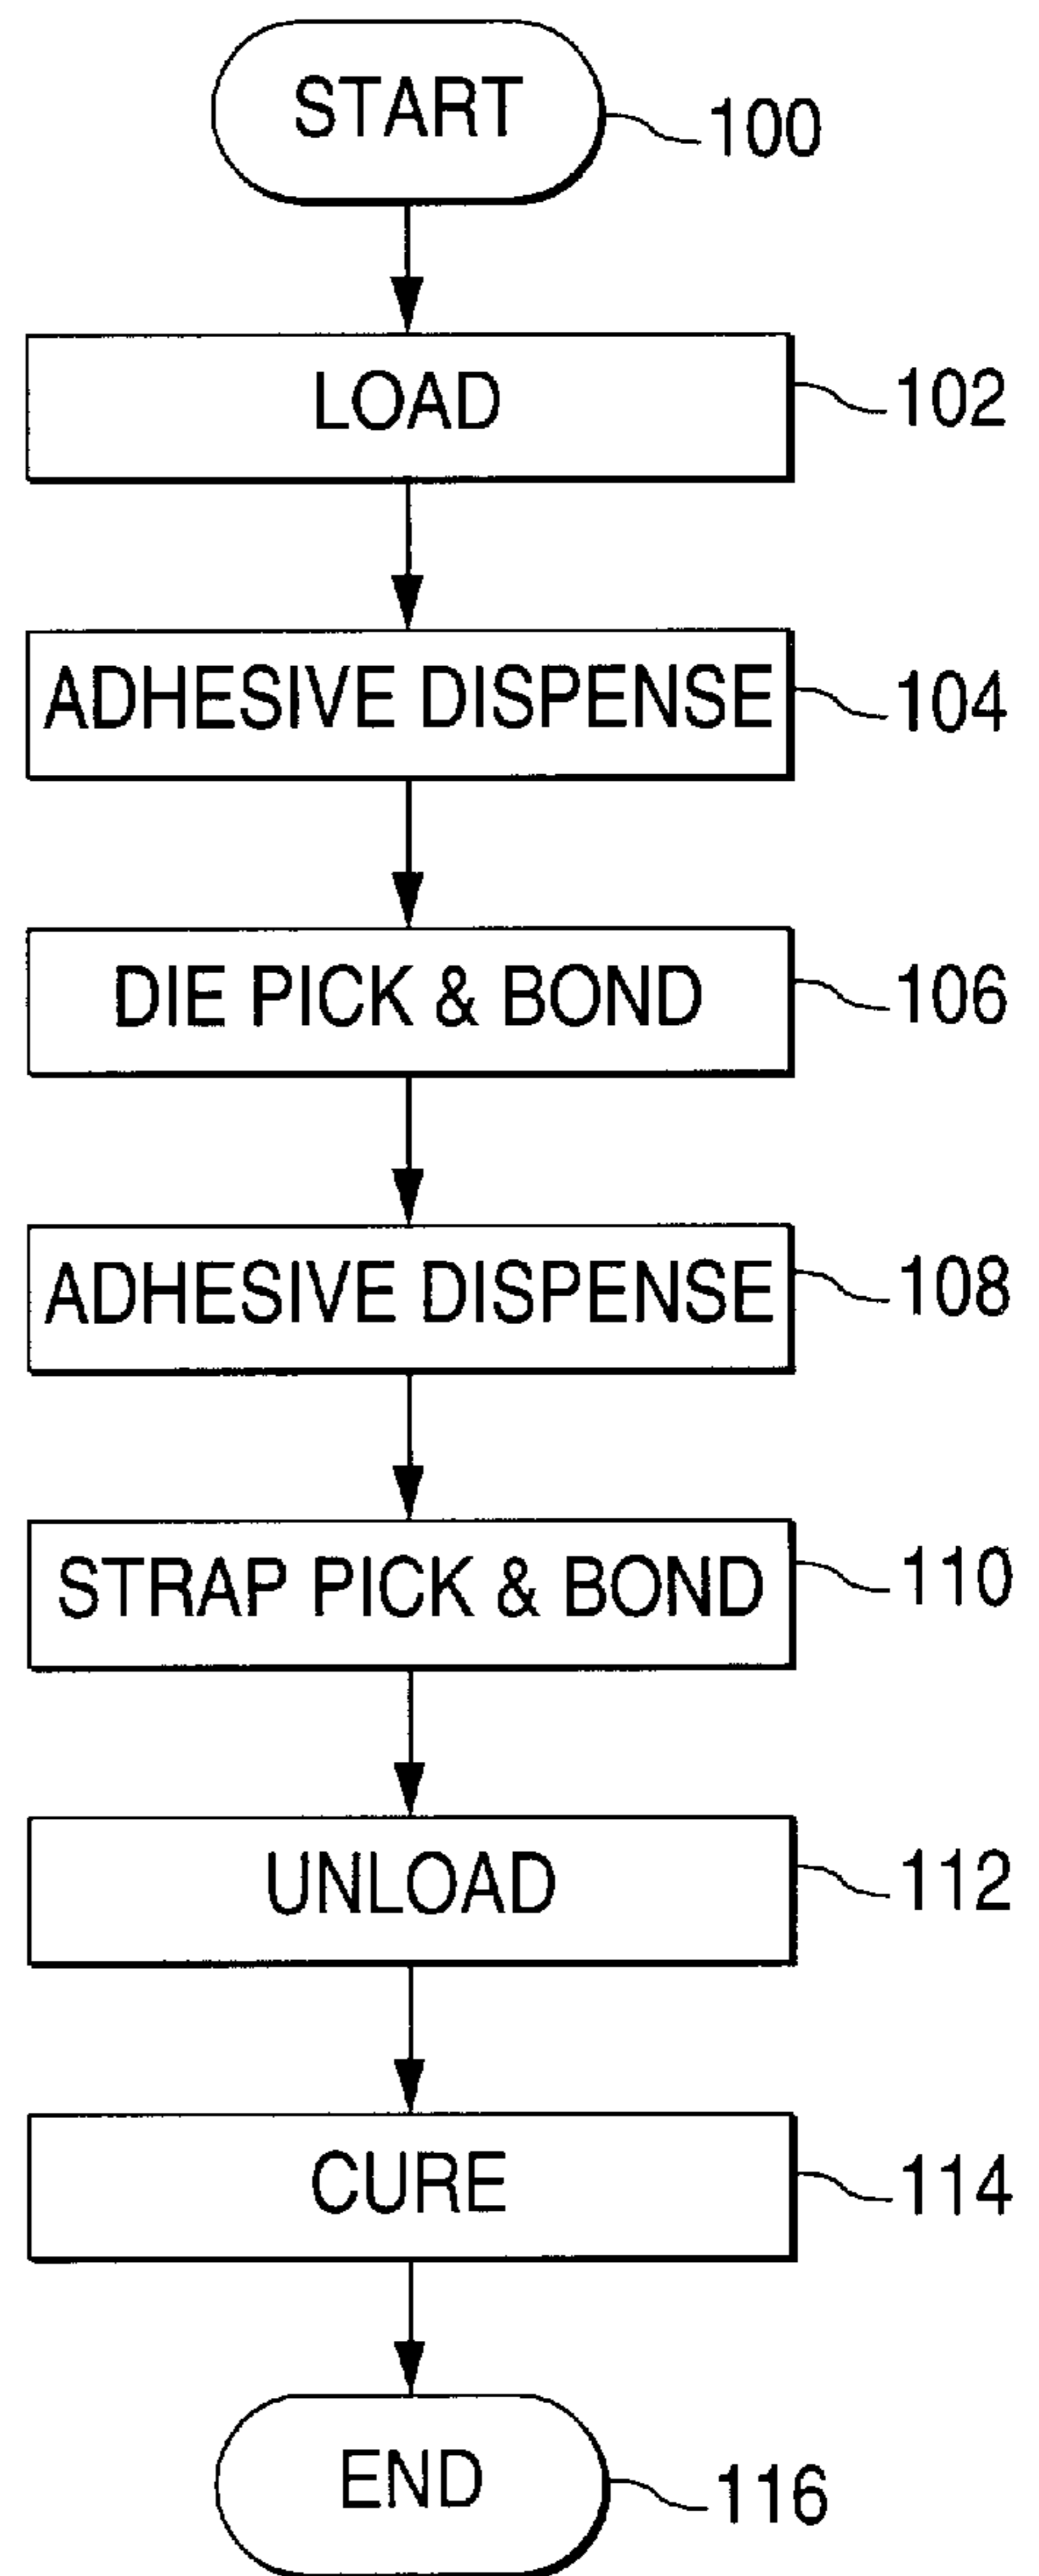 START
100
LOAD
102
ADHESIVE DISPENSE
104
DIE PICK & BOND
106
ADHESIVE DISPENSE
108
STRAP PICK & BOND
110
UNLOAD
112
CURE
114
END
116